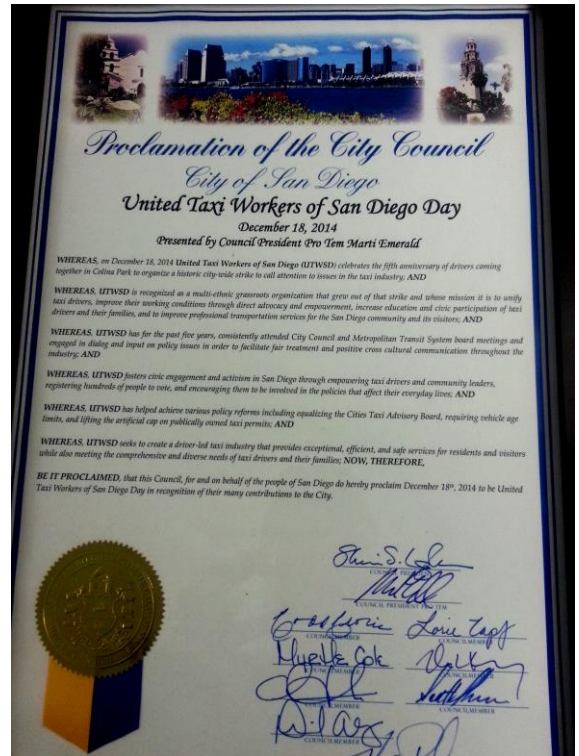 Proclamation of the City Council
City of San Diego
United Taxi Workers of San Diego Day
December 18, 2014
Presented by Council President Pro Tem Marti Emerald
WHEREAS, on December 18, 2014 United Taxi Workers of San Diego (UTWSD) celebrates the fifth anniversary of drivers coming
together in Colina Park to organize a historic city-wide strike to call attention to issues in the taxi industry; AND
WHEREAS, UTWSD is recognized as a multi-ethnic grassroots organization that grew out of that strike and whose mission it is to unify
taxi drivers, improve their working conditions through direct advocacy and empowerment, increase education and civic participation of taxi
drivers and their families, and to improve professional transportation services for the San Diego community and its visitors; AND
WHEREAS, UTWSD has for the past five years, consistently attended City Council and Metropolitan Transit System board meetings and
engaged in dialog and input on policy issues in order to facilitate fair treatment and positive cross cultural communication throughout the
industry; AND
WHEREAS, UTWSD fosters civic engagement and activism in San Diego through empowering taxi drivers and community leaders,
registering hundreds of people to vote, and encouraging them to be involved in the policies that affect their everyday lives; AND
WHEREAS, UTWSD has helped achieve various policy reforms including equalizing the Cities Taxi Advisory Board, requiring vehicle age
limits, and lifting the artificial cap on publically owned taxi permits; AND
WHEREAS, UTWSD seeks to create a driver-led taxi industry that provides exceptional, efficient, and safe services for residents and visitors
while also meeting the comprehensive and diverse needs of taxi drivers and their families; NOW, THEREFORE,
BE IT PROCLAIMED, that this Council, for and on behalf of the people of San Diego do hereby proclaim December 18th, 2014 to be United
Taxi Workers of San Diego Day in recognition of their many contributions to the City.
COUNCIL PRESIDENT
COUNCIL PRESIDENT PRO TEM
Lorie Zapf
COUNCILMEMBER COUNCILMEMBER
Myrtle Cole
COUNCILMEMBER COUNCILMEMBER
COUNCILMEMBER COUNCILMEMBER
COUNCILMEMBER